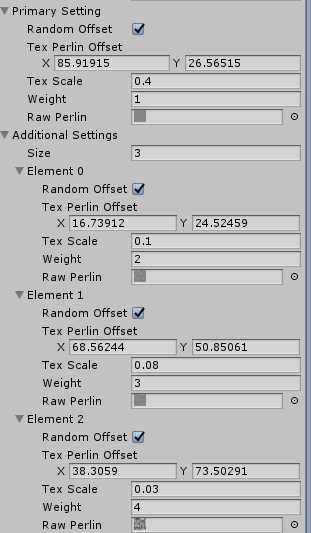 Primary Setting
Random Offset
Tex Perlin Offset
X 85.91915 Y 26.56515
Tex Scale 0.4
Weight 1
Raw Perlin
Additional Settings
Size 3
Element 0
Random Offset
Tex Perlin Offset
X 16.73912 Y 24.52459
Tex Scale 0.1
Weight 2
Raw Perlin
Element 1
Random Offset
Tex Perlin Offset
X 68.56244 Y 50.85061
Tex Scale 0.08
Weight 3
Raw Perlin
Element 2
Random Offset
Tex Perlin Offset
X 38.3059 Y 73.50291
Tex Scale 0.03
Weight 4
Raw Perlin